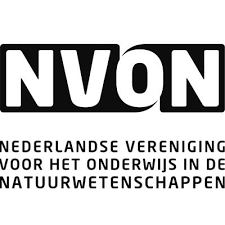 NVON
NEDERLANDSE VERENIGING
VOOR HET ONDERWIJS IN DE
NATUURWETENSCHAPPEN